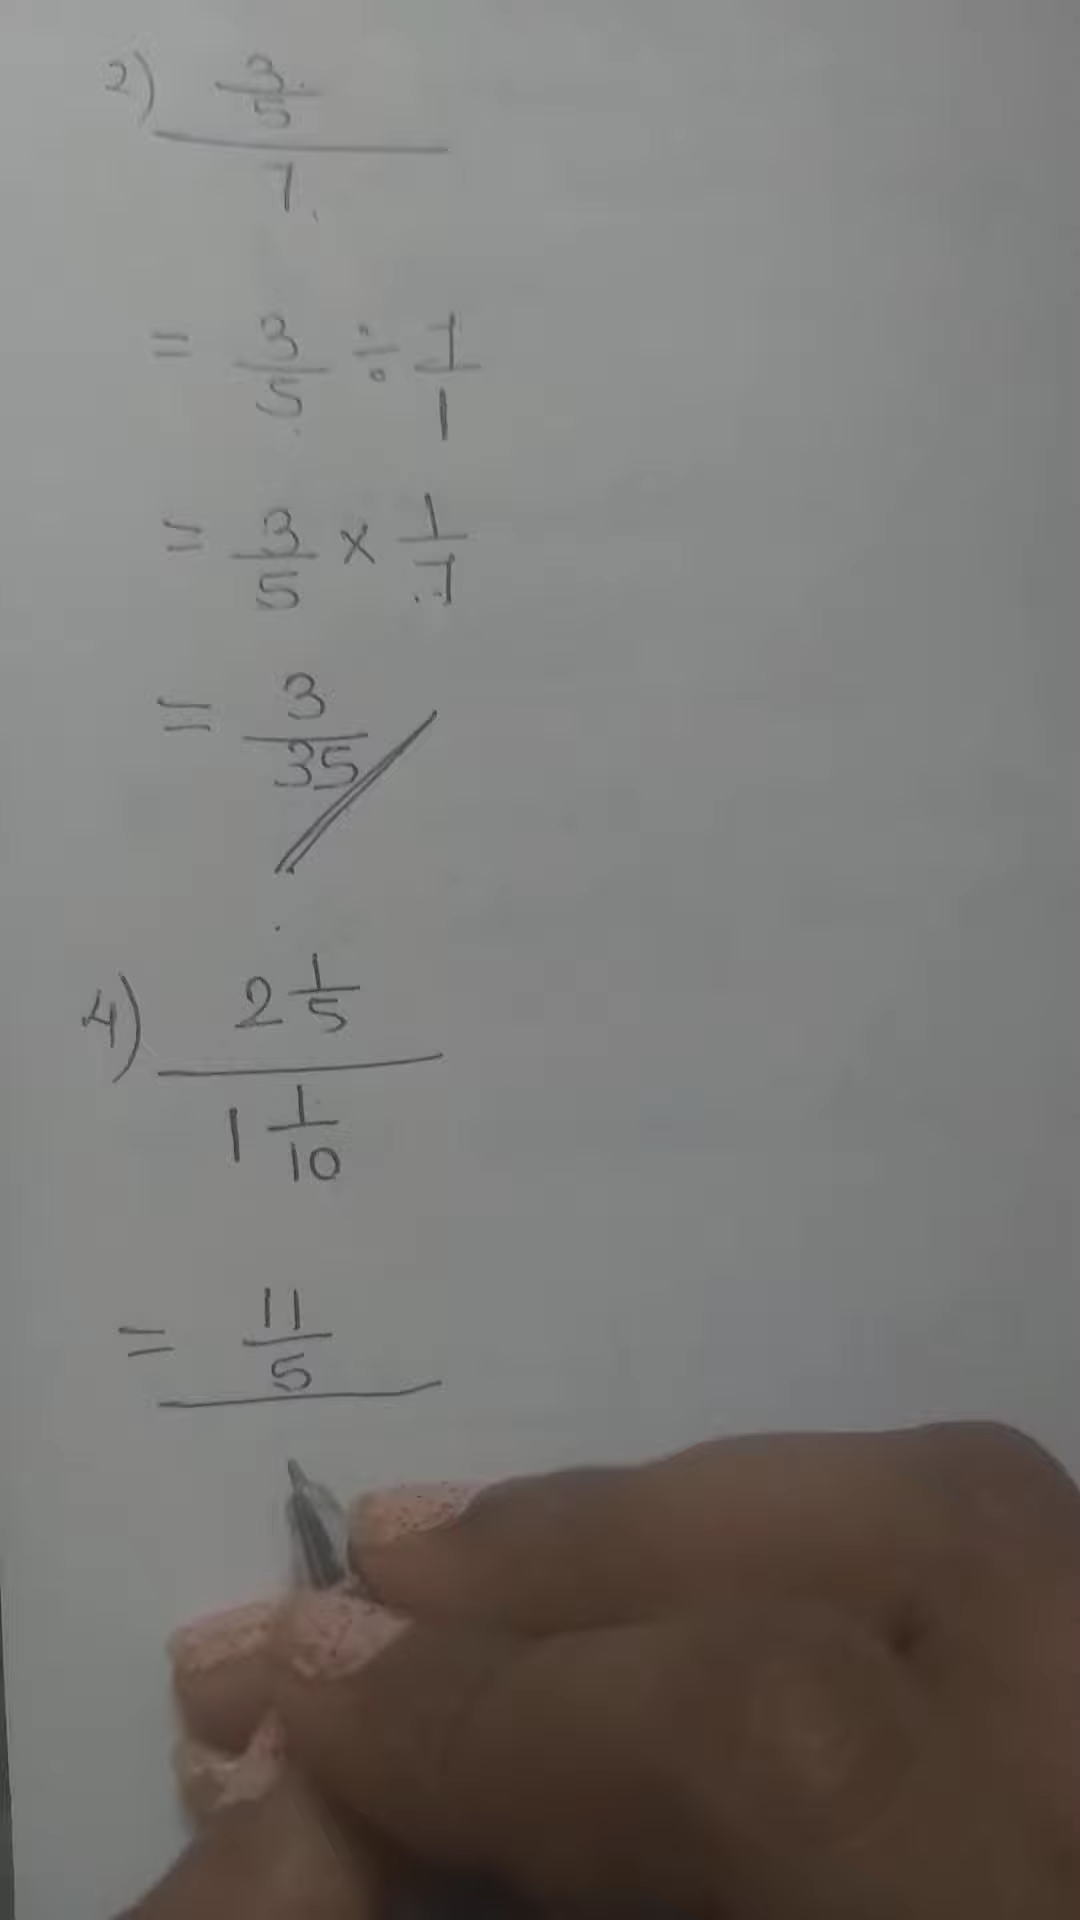 2) 3/5
7
= 3/5 ÷ 7/1
= 3/5 × 1/7
= 3/35
4) 2 1/5
1 1/10
= 11/5